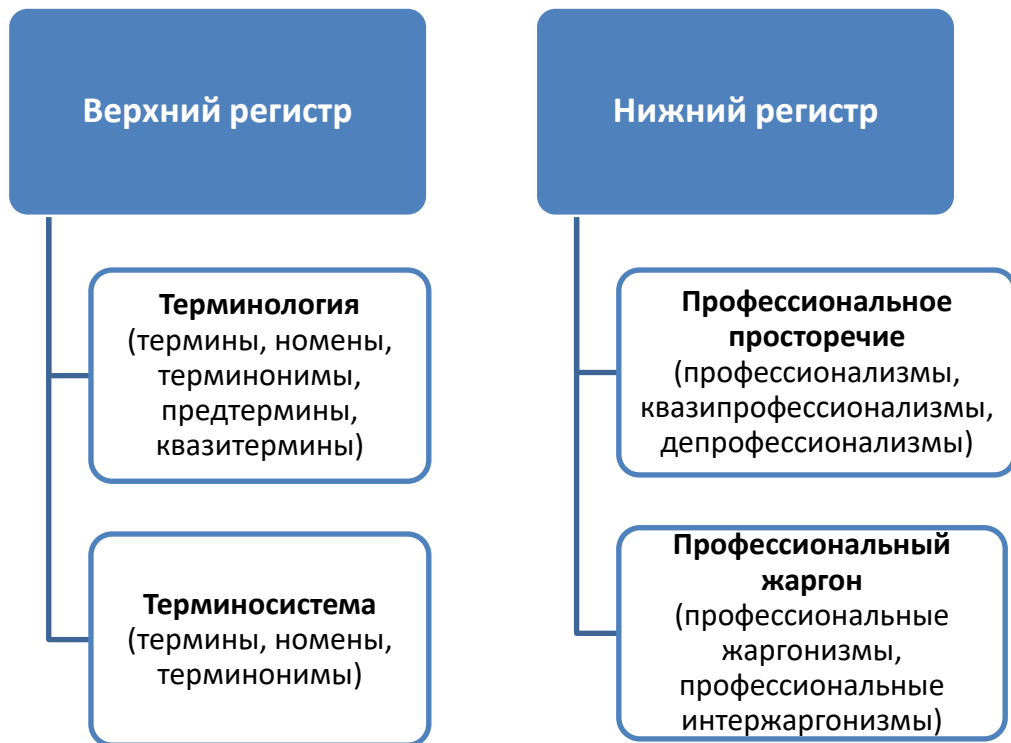 Верхний регистр
Терминология
(термины, номены,
терминонимы,
предтермины,
квазитермины)
Терминосистема
(термины, номены,
терминонимы)
Нижний регистр
Профессиональное
просторечие
(профессионализмы,
квазипрофессионализмы,
депрофессионализмы)
Профессиональный
жаргон
(профессиональные
жаргонизмы,
профессиональные
интержаргонизмы)